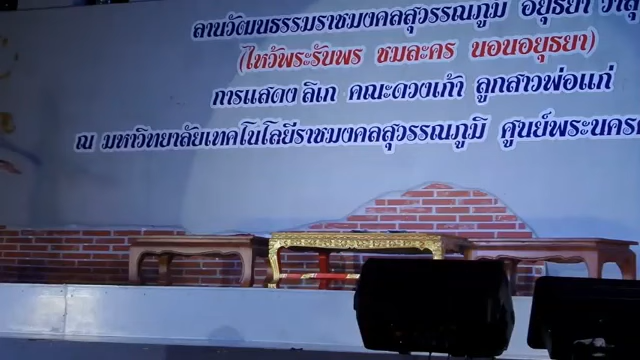 ลานวัฒนธรรมราชมงคลสุวรรณภูมิ อยุธยา
(ไหว้พระรับพร ชมละคร นอนอยุธยา)
การแสดง ลิเก คณะดวงเก้า ลูกสาวพ่อแก่
ณ มหาวิทยาลัยเทคโนโลยีราชมงคลสุวรรณภูมิ ศูนย์พระนคร